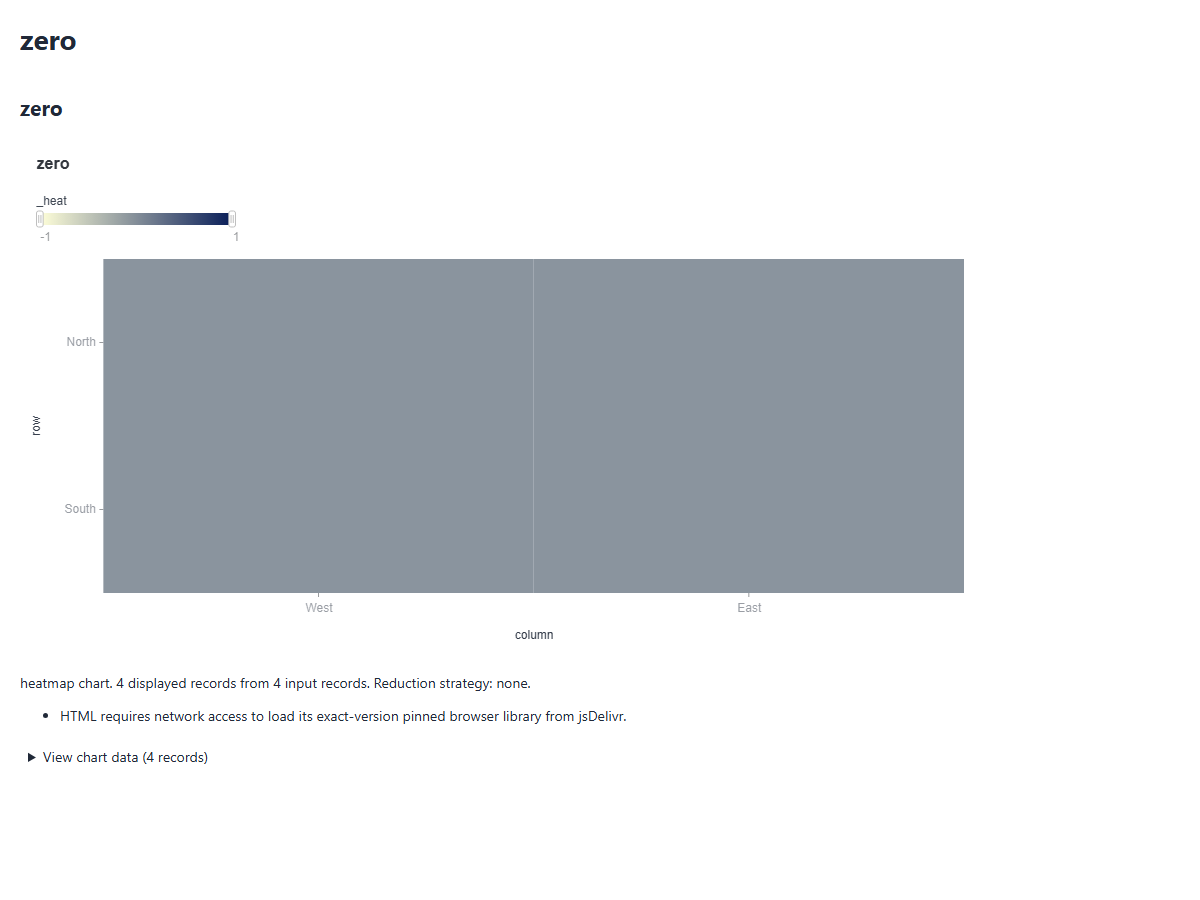 zero
zero
zero
_heat
-1 1
North
row
South
West East
column
heatmap chart. 4 displayed records from 4 input records. Reduction strategy: none.
HTML requires network access to load its exact-version pinned browser library from jsDelivr.
View chart data (4 records)